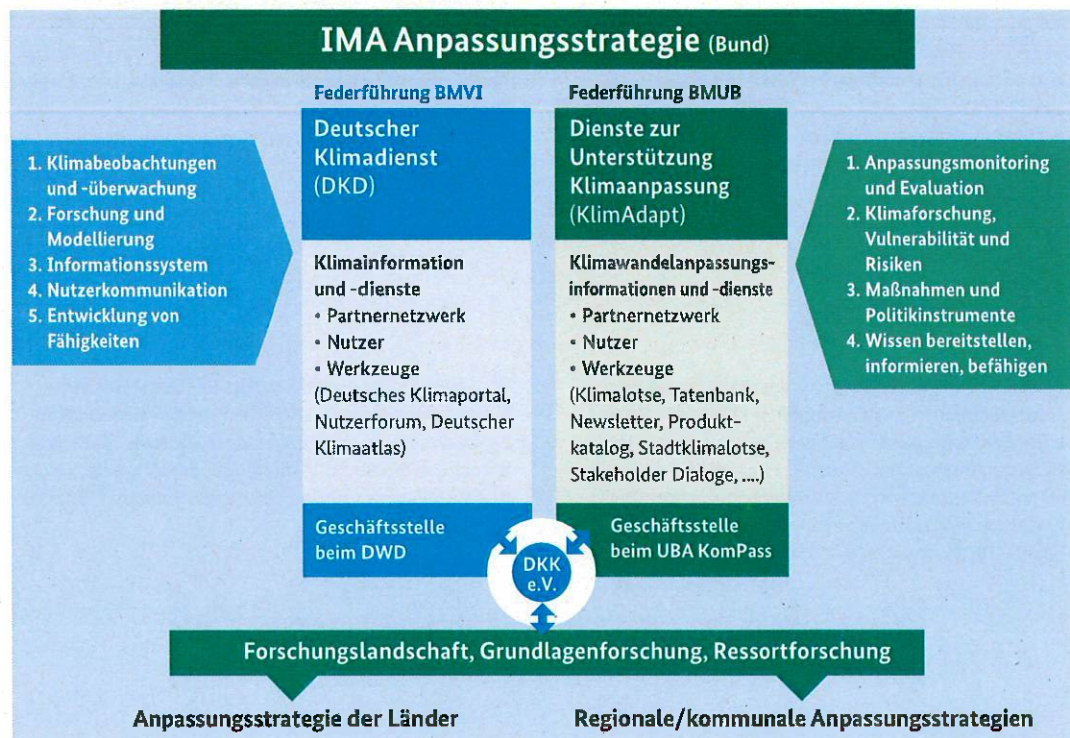 IMA Anpassungsstrategie (Bund)
Federführung BMVI
Deutscher
Klimadienst
(DKD)
Federführung BMUB
Dienste zur
Unterstützung
Klimaanpassung
(KlimAdapt)
1. Klimabeobachtungen
und -überwachung
2. Forschung und
Modellierung
3. Informationssystem
4. Nutzerkommunikation
5. Entwicklung von
Fähigkeiten
Klimainformation
und -dienste
• Partnernetzwerk
• Nutzer
• Werkzeuge
(Deutsches Klimaportal,
Nutzerforum, Deutscher
Klimaatlas)
Klimawandelanpassungs-
informationen und -dienste
• Partnernetzwerk
• Nutzer
• Werkzeuge
(Klimalotse, Tatenbank,
Newsletter, Produkt-
katalog, Stadtklimalotse,
Stakeholder Dialoge, ....)
1. Anpassungsmonitoring
und Evaluation
2. Klimaforschung,
Vulnerabilität und
Risiken
3. Maßnahmen und
Politikinstrumente
4. Wissen bereitstellen,
informieren, befähigen
Geschäftsstelle
beim DWD
Geschäftsstelle
beim UBA KomPass
DKK
e.V.
Forschungslandschaft, Grundlagenforschung, Ressortforschung
Anpassungsstrategie der Länder
Regionale/kommunale Anpassungsstrategien